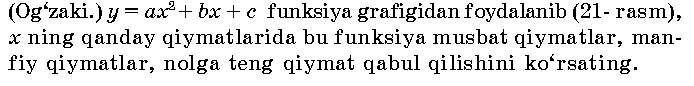 (Og‘zaki.) y = ax² + bx + c funksiya grafigidan foydalanib (21- rasm),
x ning qanday qiymatlarida bu funksiya musbat qiymatlar, man-
fiy qiymatlar, nolga teng qiymat qabul qilishini ko‘rsating.